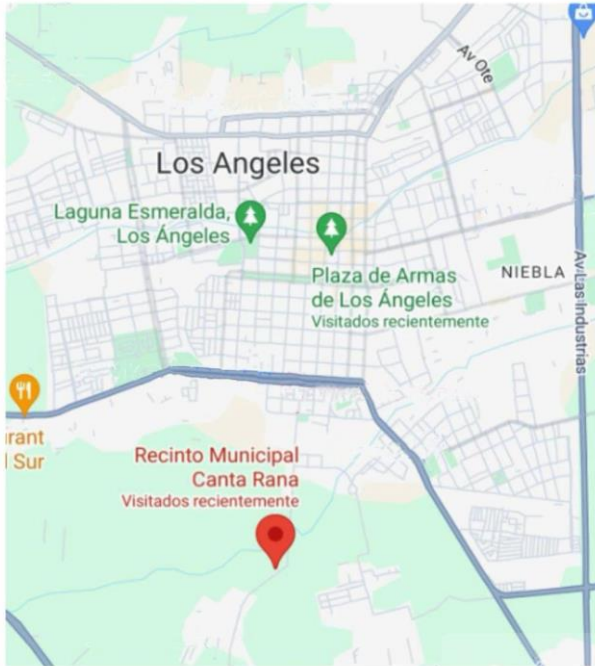 Av Ote
Los Angeles
Laguna Esmeralda,
Los Ángeles
Plaza de Armas
de Los Ángeles
Visitados recientemente
NIEBLA
Av Las Industrias
Recinto Municipal
Canta Rana
Visitados recientemente
Sur